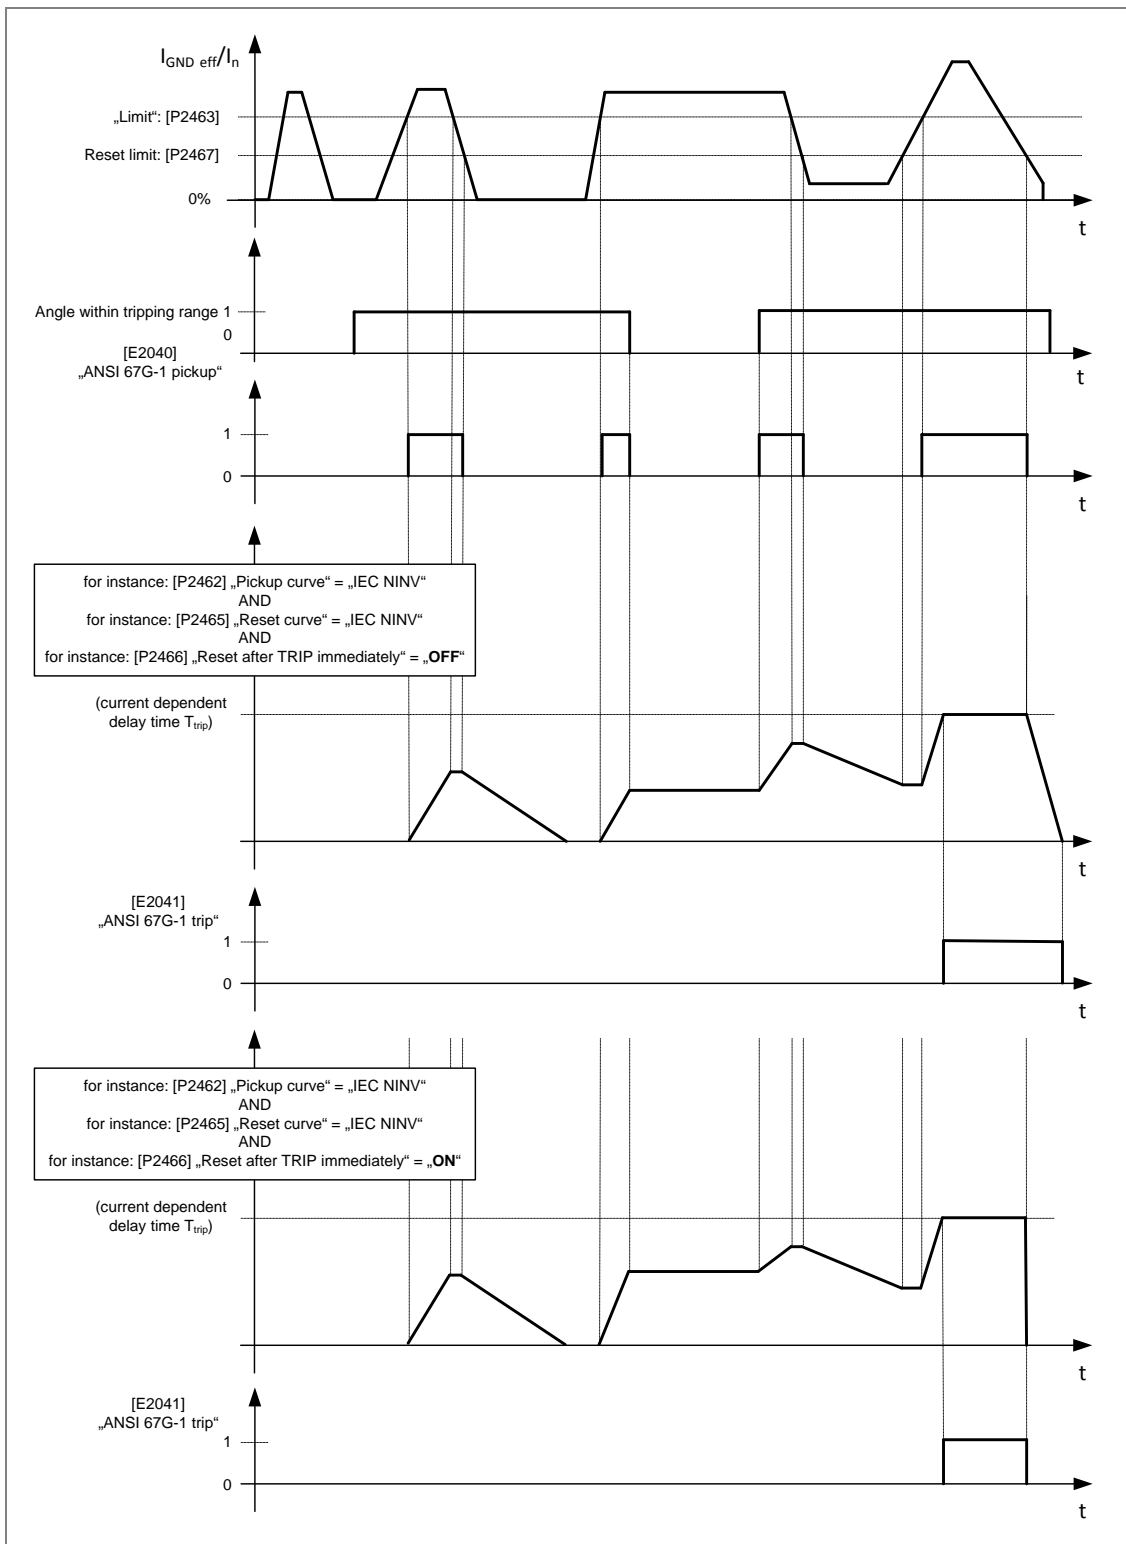 I_GND eff/I_n
„Limit“: [P2463]
Reset limit: [P2467]
0%
t
Angle within tripping range 1
0
t
[E2040]
„ANSI 67G-1 pickup“
1
0
t
for instance: [P2462] „Pickup curve“ = „IEC NINV“
AND
for instance: [P2465] „Reset curve“ = „IEC NINV“
AND
for instance: [P2466] „Reset after TRIP immediately“ = „OFF“
(current dependent
delay time T_trip)
t
[E2041]
„ANSI 67G-1 trip“
1
0
t
for instance: [P2462] „Pickup curve“ = „IEC NINV“
AND
for instance: [P2465] „Reset curve“ = „IEC NINV“
AND
for instance: [P2466] „Reset after TRIP immediately“ = „ON“
(current dependent
delay time T_trip)
t
[E2041]
„ANSI 67G-1 trip“
1
0
t